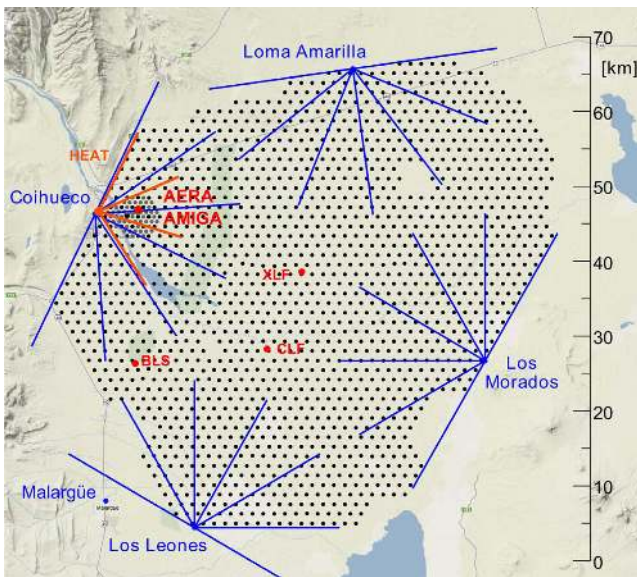 70
Loma Amarilla
[km]
60
HEAT
Coihueco
AERA
AMIGA
50
40
XLF
30
BLS
CLF
Los
Morados
20
Malargüe
10
Los Leones
0